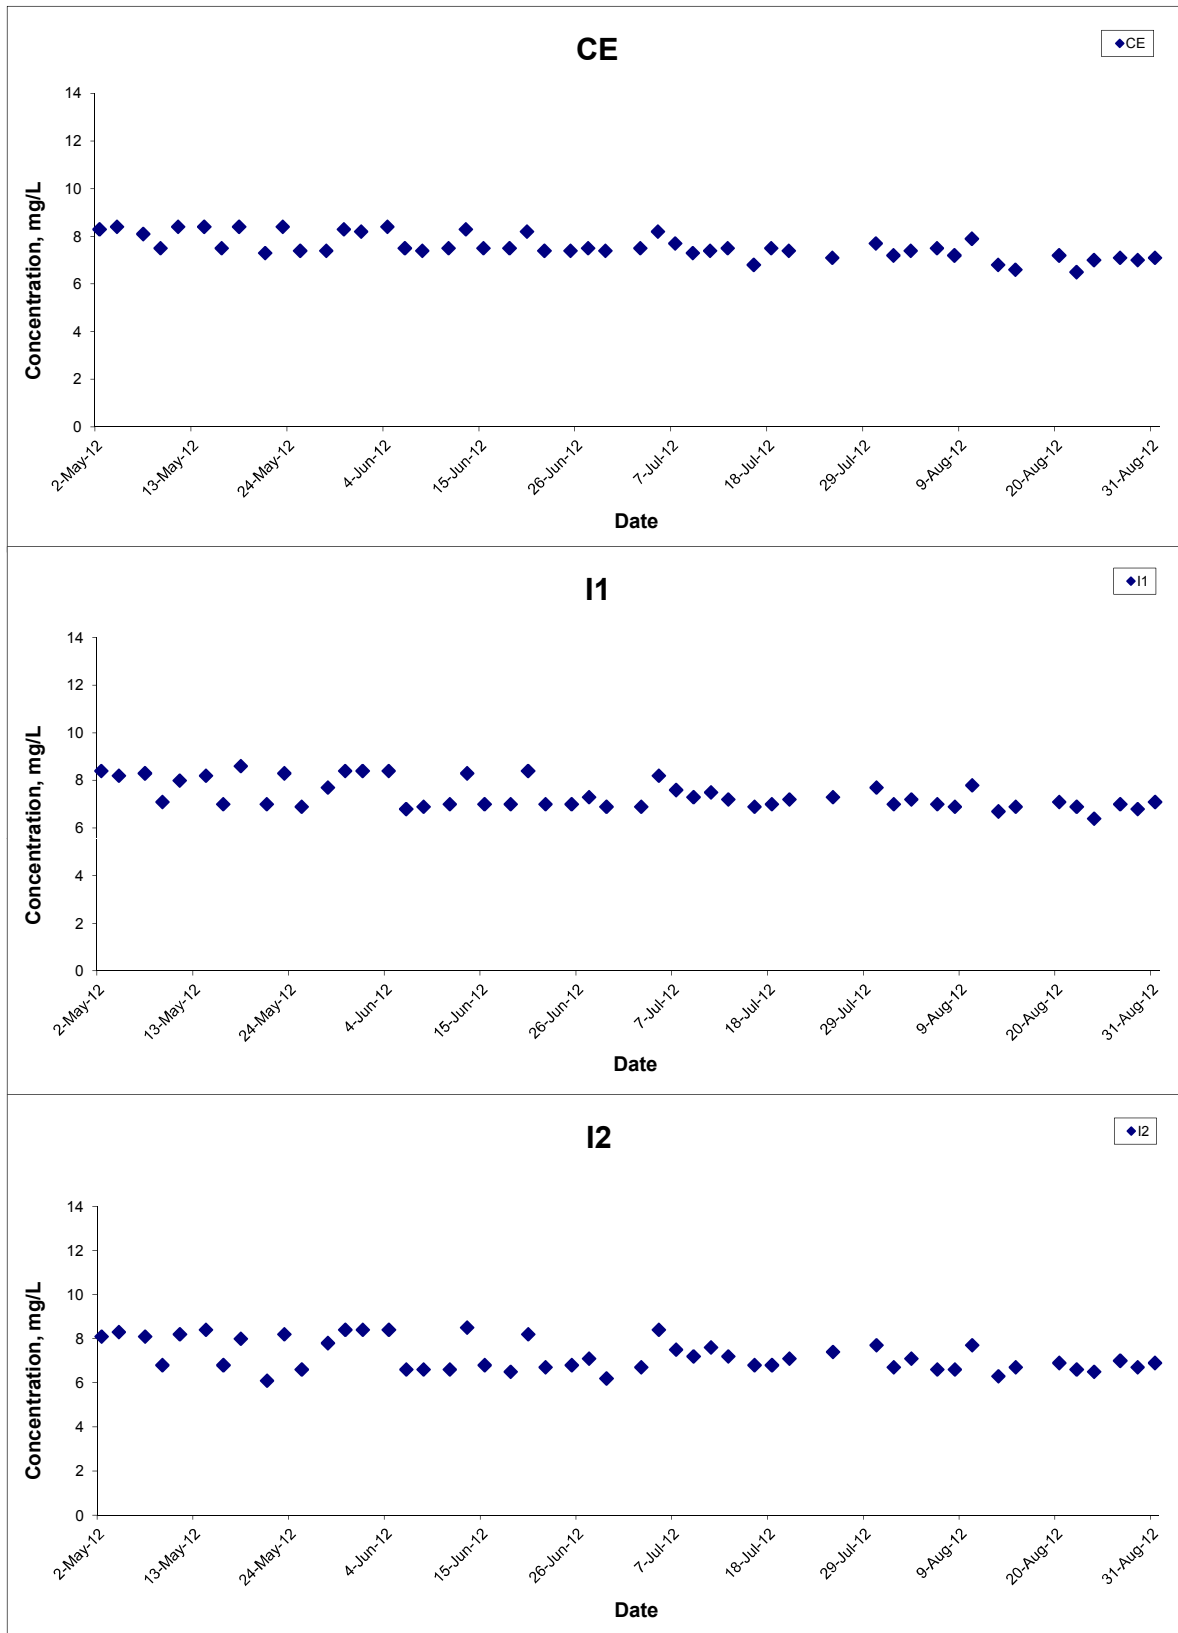 CE
CE
14
12
10
8
6
4
2
0
Concentration, mg/L
2-May-12
13-May-12
24-May-12
4-Jun-12
15-Jun-12
26-Jun-12
7-Jul-12
18-Jul-12
29-Jul-12
9-Aug-12
20-Aug-12
31-Aug-12
Date
I1
I1
14
12
10
8
6
4
2
0
Concentration, mg/L
2-May-12
13-May-12
24-May-12
4-Jun-12
15-Jun-12
26-Jun-12
7-Jul-12
18-Jul-12
29-Jul-12
9-Aug-12
20-Aug-12
31-Aug-12
Date
I2
I2
14
12
10
8
6
4
2
0
Concentration, mg/L
2-May-12
13-May-12
24-May-12
4-Jun-12
15-Jun-12
26-Jun-12
7-Jul-12
18-Jul-12
29-Jul-12
9-Aug-12
20-Aug-12
31-Aug-12
Date